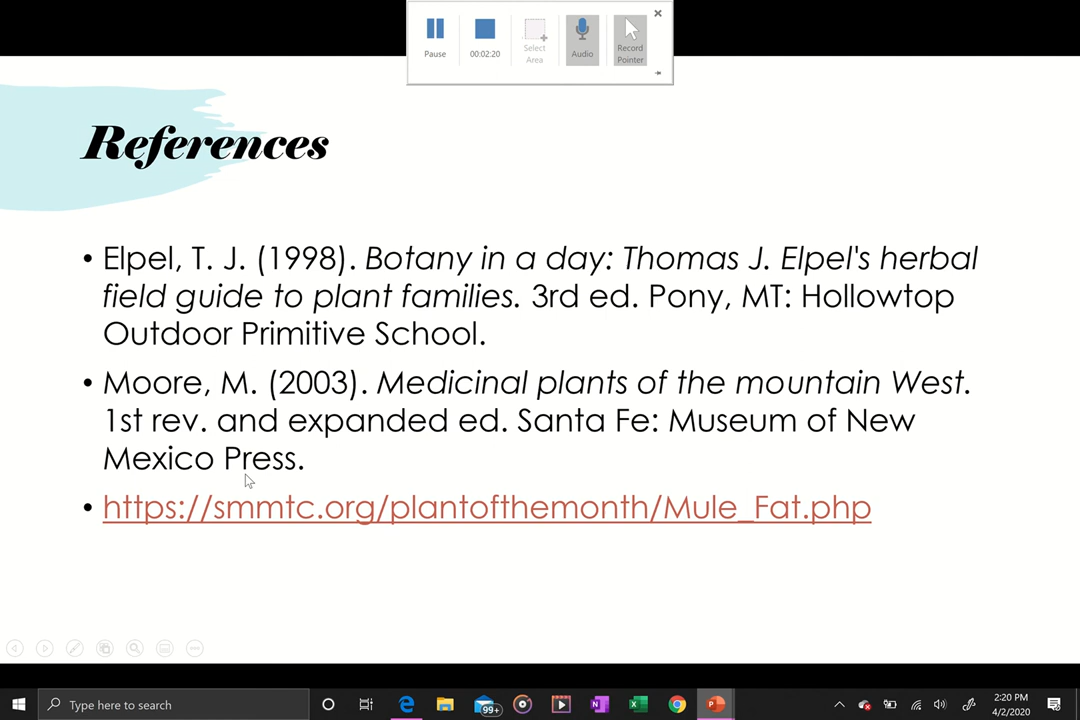 Pause
00:02:20
Select
Area
Audio
Record
Pointer
References
• Elpel, T. J. (1998). Botany in a day: Thomas J. Elpel's herbal
field guide to plant families. 3rd ed. Pony, MT: Hollowtop
Outdoor Primitive School.
• Moore, M. (2003). Medicinal plants of the mountain West.
1st rev. and expanded ed. Santa Fe: Museum of New
Mexico Press.
• https://smmtc.org/plantofthemonth/Mule_Fat.php
Type here to search
99+
2:20 PM
4/2/2020